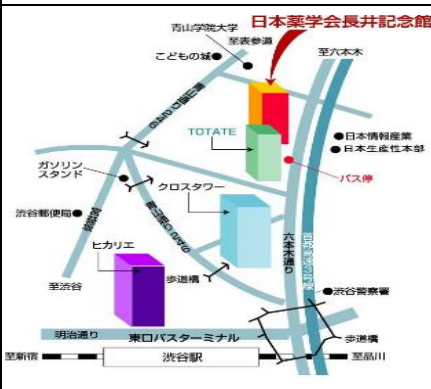 日本薬学会長井記念館
青山学院大学
至表参道
こどもの城
至六本木
TOTATE
日本情報産業
日本生産性本部
バス停
ガソリン
スタンド
クロスタワー
渋谷郵便局
六本木通り
ヒカリエ
至渋谷
歩道橋
渋谷警察署
明治通り
東口バスターミナル
歩道橋
至新宿
渋谷駅
至品川